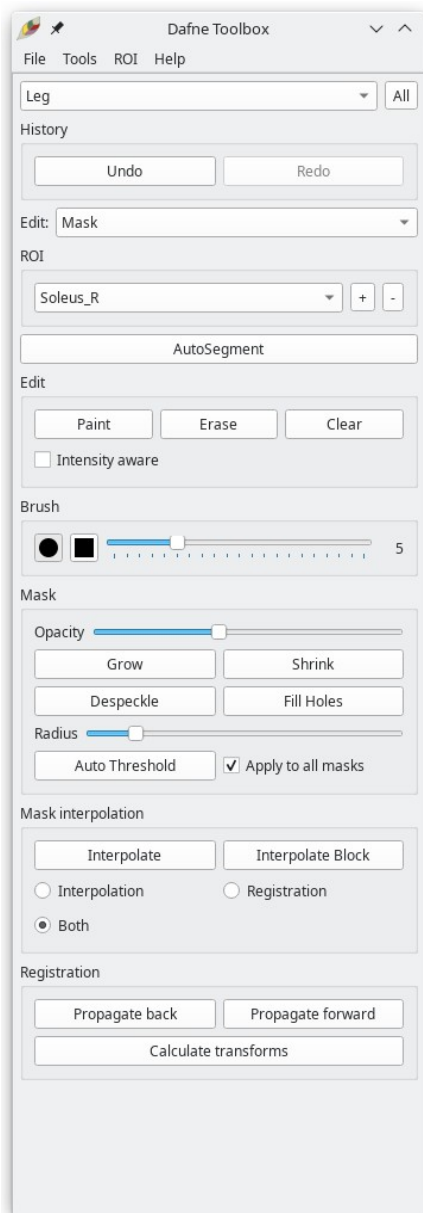 Dafne Toolbox
File Tools ROI Help
Leg All
History
Undo Redo
Edit: Mask
ROI
Soleus_R + -
AutoSegment
Edit
Paint Erase Clear
Intensity aware
Brush
5
Mask
Opacity
Grow Shrink
Despeckle Fill Holes
Radius
Auto Threshold Apply to all masks
Mask interpolation
Interpolate Interpolate Block
Interpolation Registration
Both
Registration
Propagate back Propagate forward
Calculate transforms